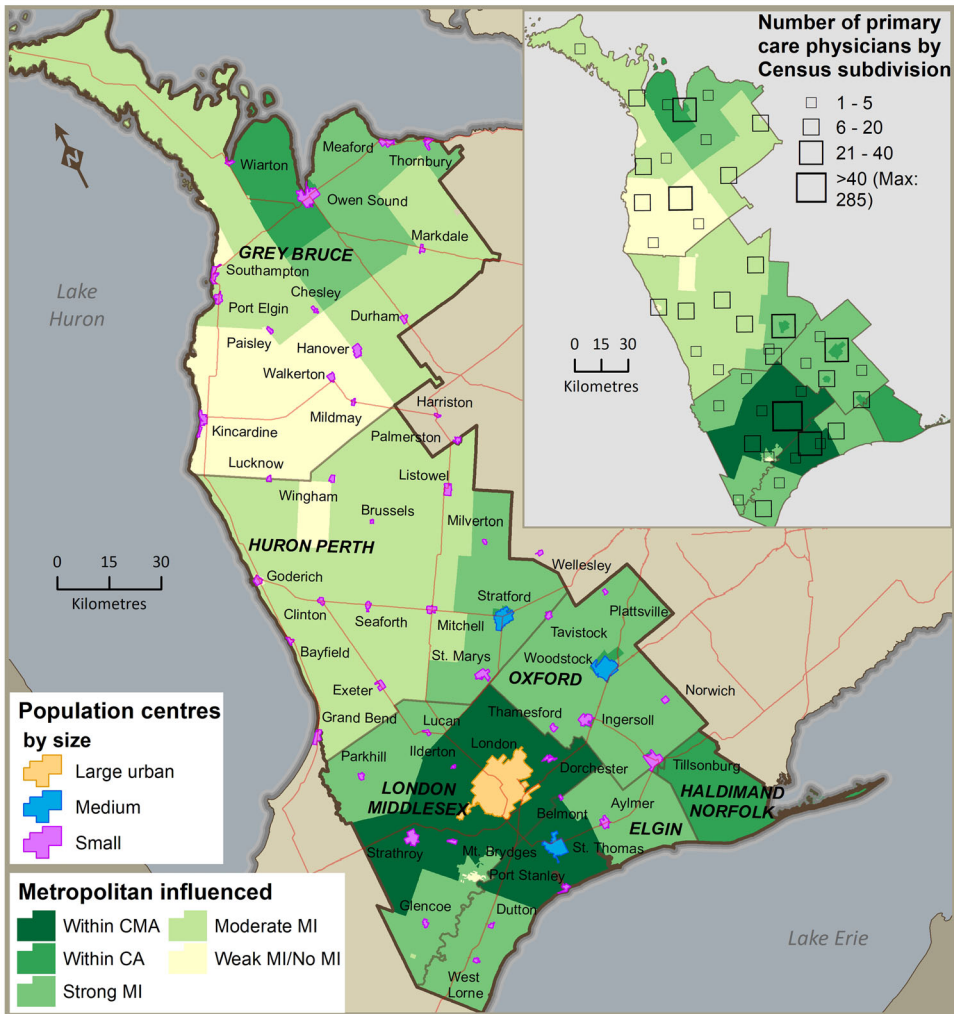 Number of primary
care physicians by
Census subdivision
1 - 5
6 - 20
21 - 40
>40 (Max:
285)
0 15 30
Kilometres
N
Lake
Huron
Wiarton
Meaford
Thornbury
Owen Sound
Markdale
GREY BRUCE
Southampton
Chesley
Port Elgin
Durham
Paisley
Hanover
Walkerton
Mildmay
Harriston
Kincardine
Palmerston
Lucknow
Listowel
Wingham
Brussels
Milverton
HURON PERTH
Wellesley
0 15 30
Kilometres
Goderich
Stratford
Plattsville
Clinton
Seaforth
Mitchell
Tavistock
Bayfield
St. Marys
Woodstock
OXFORD
Exeter
Norwich
Grand Bend
Lucan
Thamesford
Ingersoll
Parkhill
Ilderton
London
Dorchester
Tillsonburg
LONDON
MIDDLESEX
HALDIMAND
NORFOLK
Belmont
Aylmer
ELGIN
Strathroy
Mt. Brydges
St. Thomas
Port Stanley
Glencoe
Dutton
Lake Erie
West
Lorne
Population centres
by size
Large urban
Medium
Small
Metropolitan influenced
Within CMA
Moderate MI
Within CA
Weak MI/No MI
Strong MI